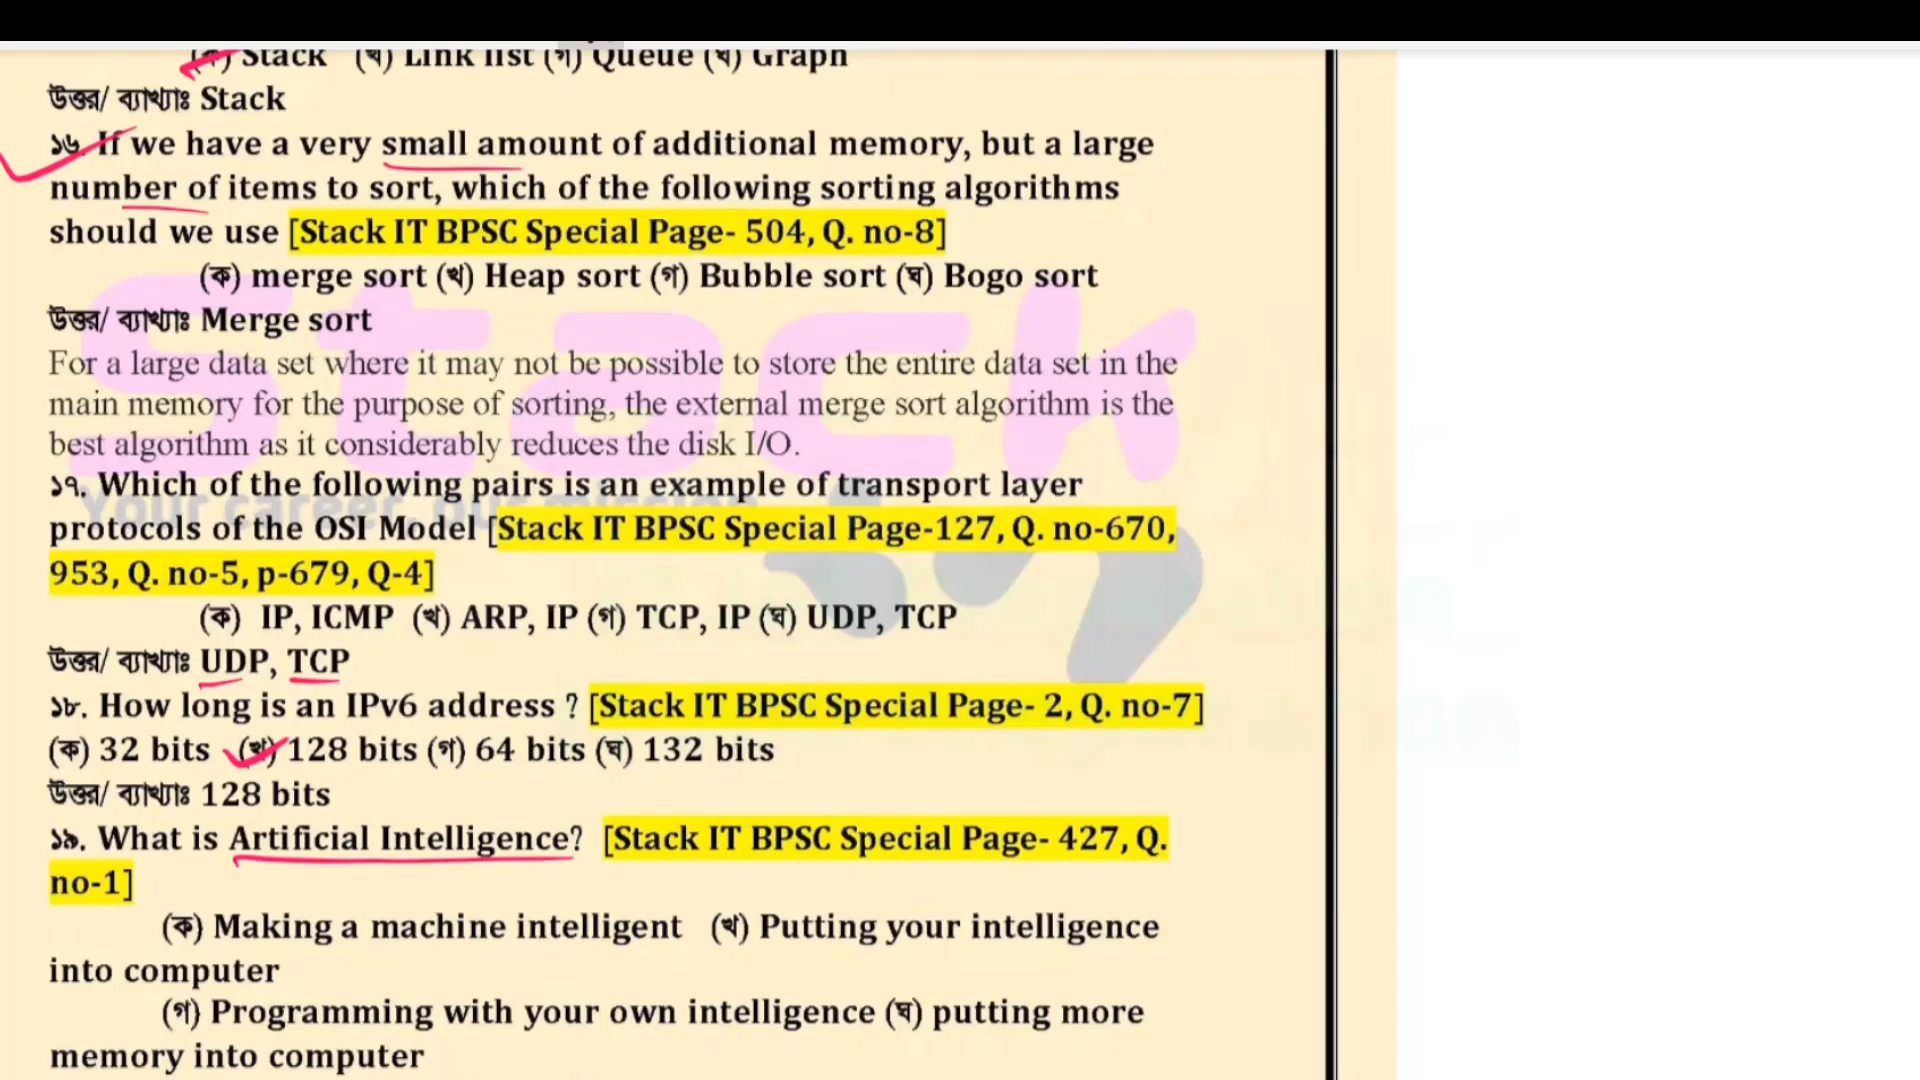 (ক) Stack (খ) Link list (গ) Queue (ঘ) Graph
উত্তর/ ব্যাখ্যাঃ Stack
১৬. If we have a very small amount of additional memory, but a large
number of items to sort, which of the following sorting algorithms
should we use [Stack IT BPSC Special Page- 504, Q. no-8]
(ক) merge sort (খ) Heap sort (গ) Bubble sort (ঘ) Bogo sort
উত্তর/ ব্যাখ্যাঃ Merge sort
For a large data set where it may not be possible to store the entire data set in the
main memory for the purpose of sorting, the external merge sort algorithm is the
best algorithm as it considerably reduces the disk I/O.
১৭. Which of the following pairs is an example of transport layer
protocols of the OSI Model [Stack IT BPSC Special Page-127, Q. no-670,
953, Q. no-5, p-679, Q-4]
(ক) IP, ICMP (খ) ARP, IP (গ) TCP, IP (ঘ) UDP, TCP
উত্তর/ ব্যাখ্যাঃ UDP, TCP
১৮. How long is an IPv6 address ? [Stack IT BPSC Special Page- 2, Q. no-7]
(ক) 32 bits (খ) 128 bits (গ) 64 bits (ঘ) 132 bits
উত্তর/ ব্যাখ্যাঃ 128 bits
১৯. What is Artificial Intelligence? [Stack IT BPSC Special Page- 427, Q.
no-1]
(ক) Making a machine intelligent (খ) Putting your intelligence
into computer
(গ) Programming with your own intelligence (ঘ) putting more
memory into computer
Stack
Your career, our mission